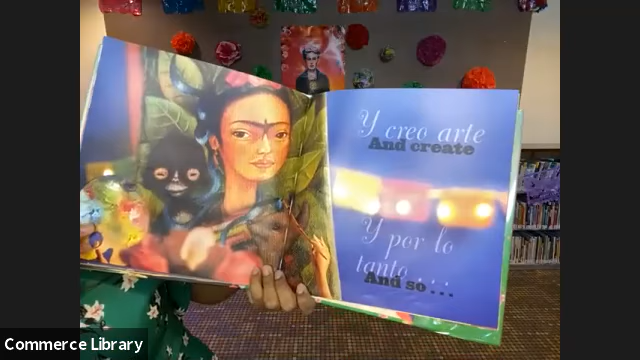 Y creo arte
And create
Y por lo
tanto . . .
And so . . .
Commerce Library